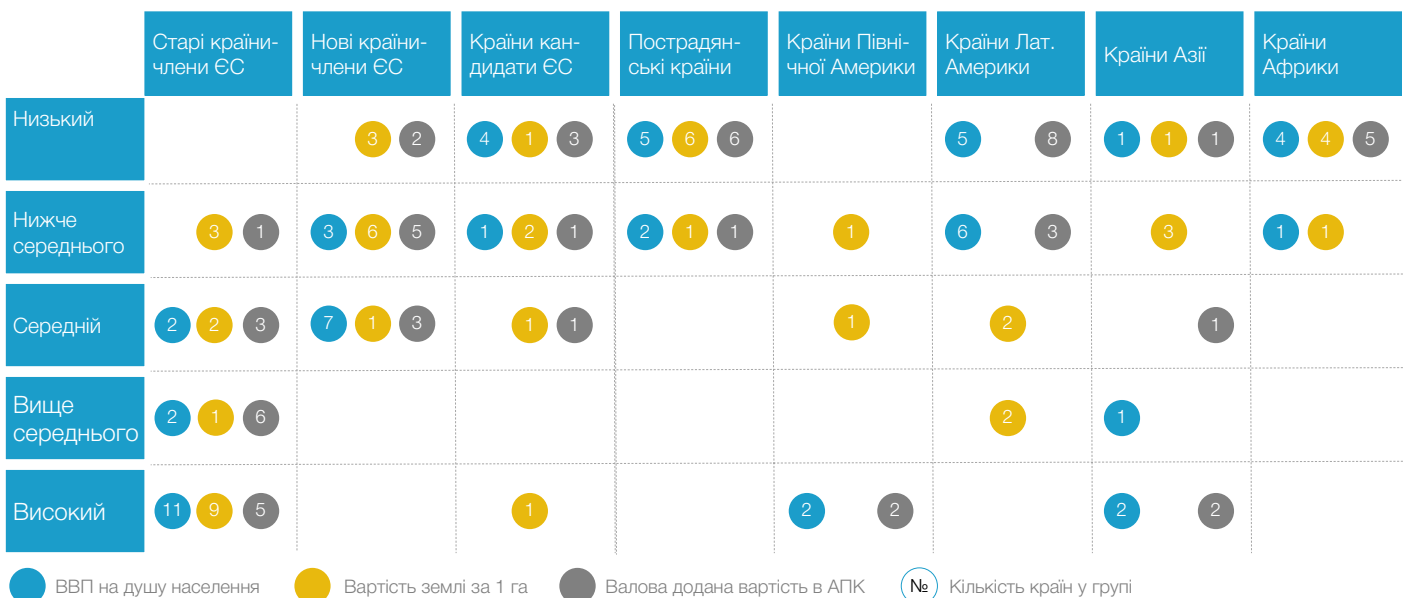 Старі країни-
члени ЄС
Нові країни-
члени ЄС
Країни кан-
дидати ЄС
Пострадян-
ські країни
Країни Півні-
чної Америки
Країни Лат.
Америки
Країни Азії
Країни
Африки
Низький
3 2 4 1 3 5 6 6 5 8 1 1 1 4 4 5
Нижче
середнього
3 1 3 6 5 1 2 1 2 1 1 1 6 3 3 1 1
Середній
2 2 3 7 1 3 1 1 1 2 1
Вище
середнього
2 1 6 2 1
Високий
11 9 5 1 2 2 2 2
ВВП на душу населення
Вартість землі за 1 га
Валова додана вартість в АПК
№ Кількість країн у групі